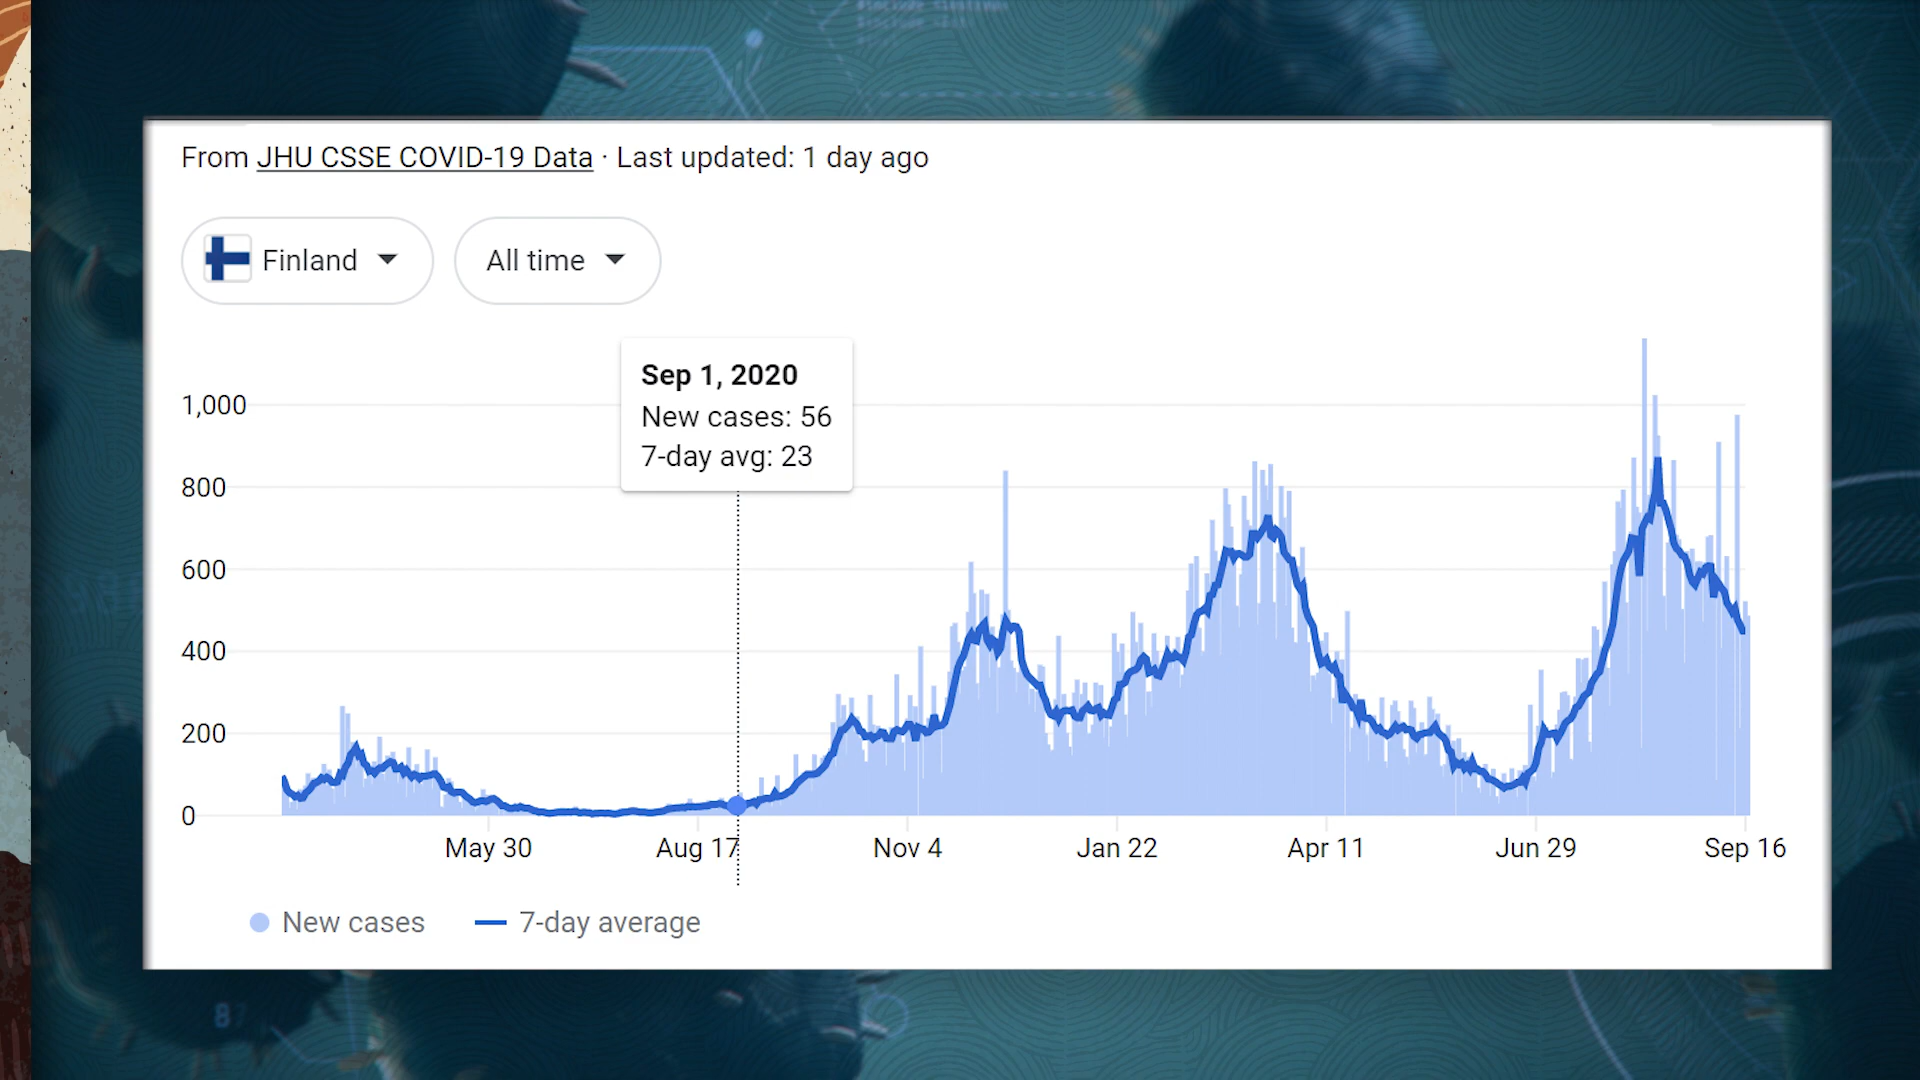 From JHU CSSE COVID-19 Data · Last updated: 1 day ago
Finland
All time
Sep 1, 2020
New cases: 56
7-day avg: 23
1,000
800
600
400
200
0
May 30
Aug 17
Nov 4
Jan 22
Apr 11
Jun 29
Sep 16
New cases
7-day average